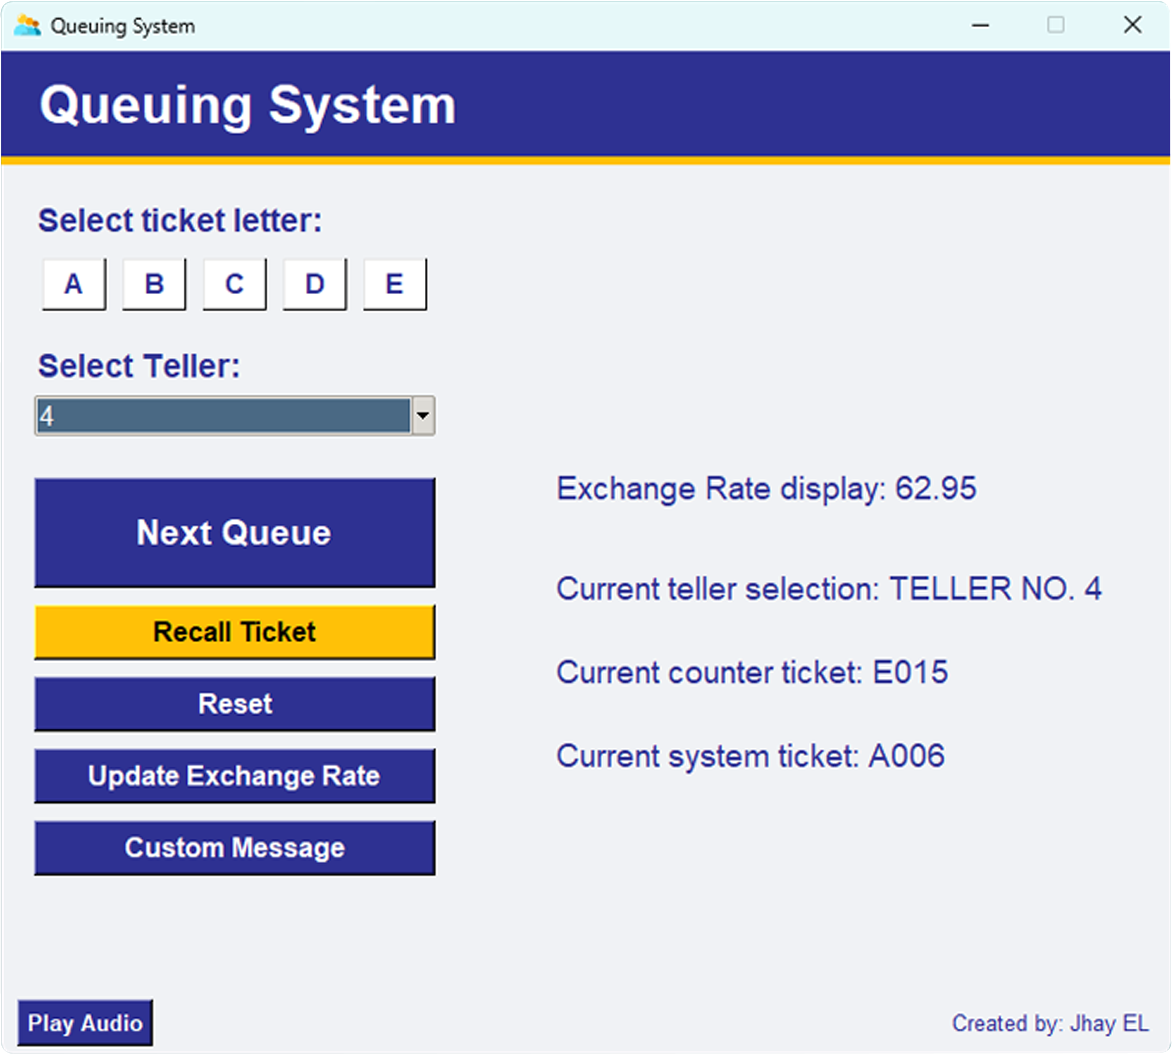 Queuing System
Queuing System
Select ticket letter:
A B C D E
Select Teller:
4
Next Queue
Recall Ticket
Reset
Update Exchange Rate
Custom Message
Exchange Rate display: 62.95
Current teller selection: TELLER NO. 4
Current counter ticket: E015
Current system ticket: A006
Play Audio
Created by: Jhay EL